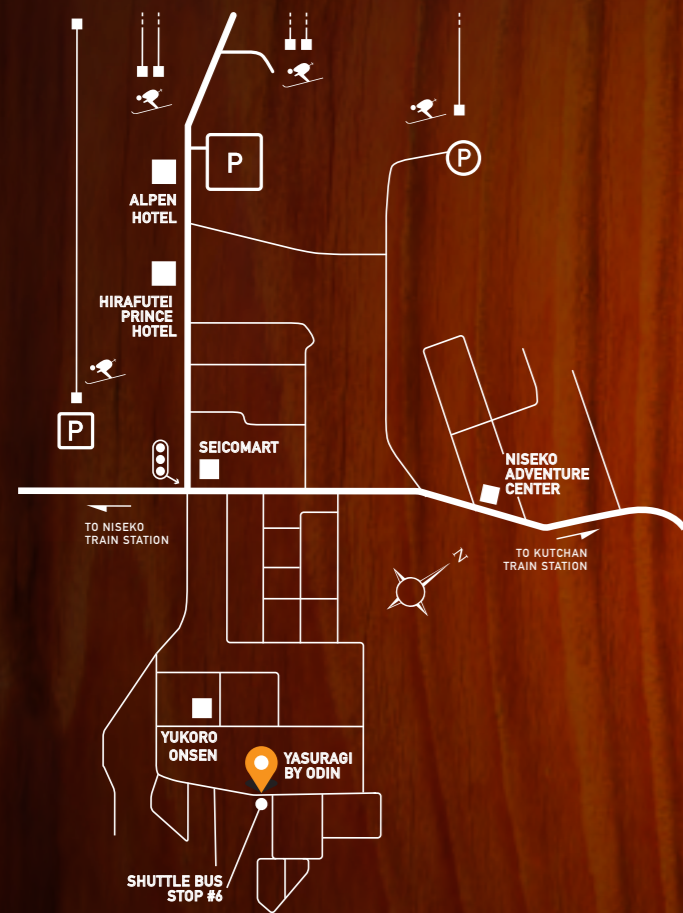 P
P
ALPEN
HOTEL
HIRAFUTEI
PRINCE
HOTEL
P
SEICOMART
NISEKO
ADVENTURE
CENTER
TO NISEKO
TRAIN STATION
TO KUTCHAN
TRAIN STATION
N
YUKORO
ONSEN
YASURAGI
BY ODIN
SHUTTLE BUS
STOP #6